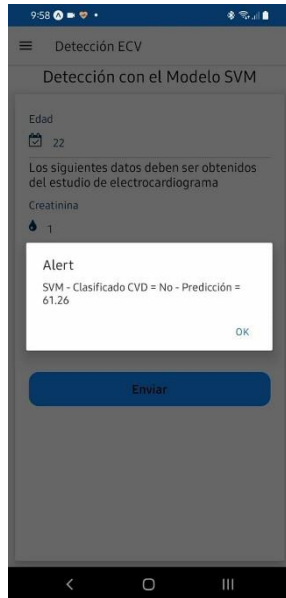 9:58
Detección ECV
Detección con el Modelo SVM
Edad
22
Los siguientes datos deben ser obtenidos
del estudio de electrocardiograma
Creatinina
1
Alert
SVM - Clasificado CVD = No - Predicción =
61.26
OK
Enviar